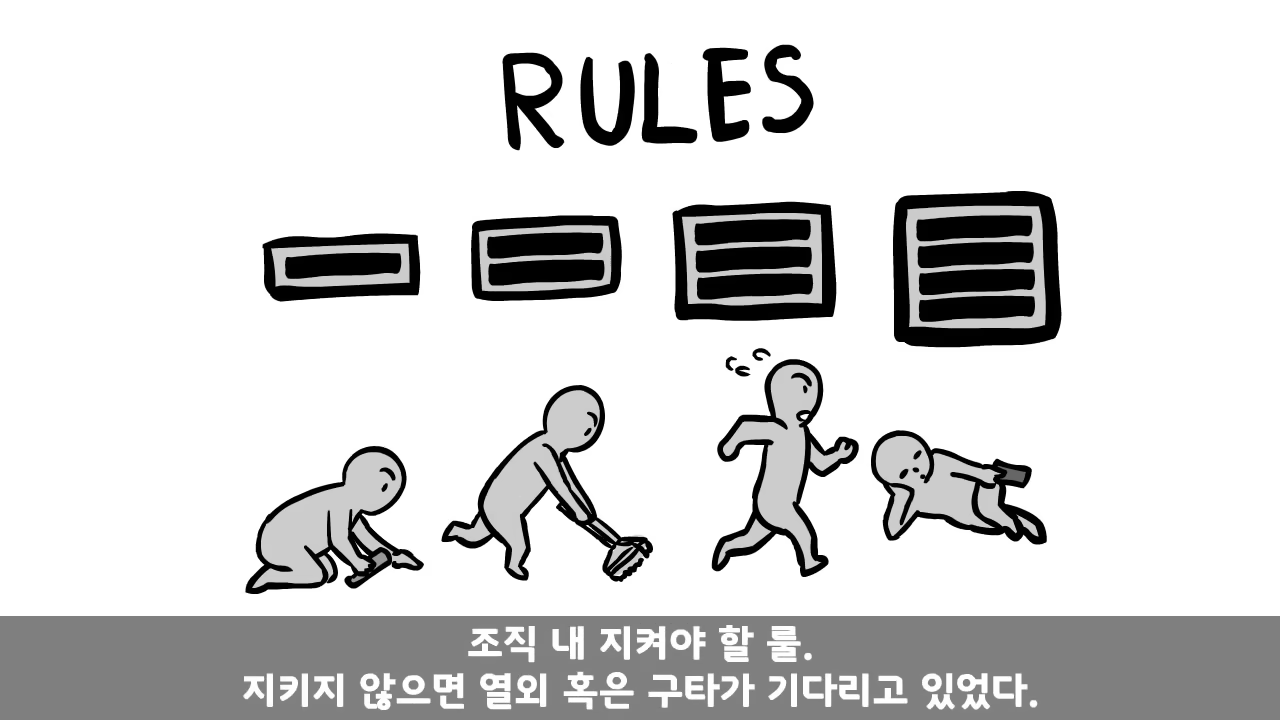 RULES
조직 내 지켜야 할 룰.
지키지 않으면 열외 혹은 구타가 기다리고 있었다.